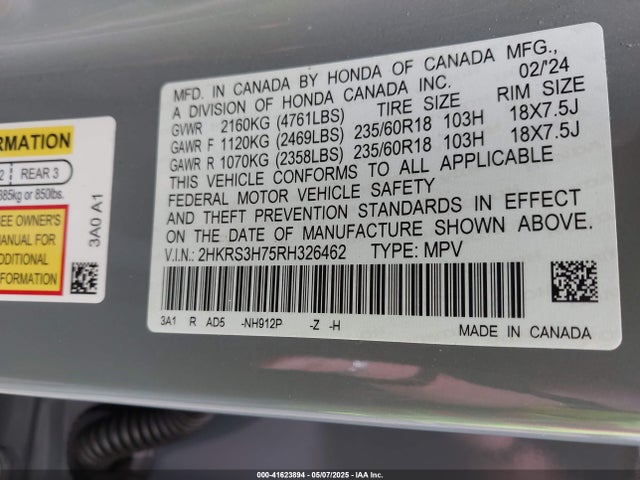 MFD. IN CANADA BY HONDA OF CANADA MFG.,
A DIVISION OF HONDA CANADA INC. 02/'24
GVWR 2160KG (4761LBS) TIRE SIZE RIM SIZE
GAWR F 1120KG (2469LBS) 235/60R18 103H 18X7.5J
GAWR R 1070KG (2358LBS) 235/60R18 103H 18X7.5J
THIS VEHICLE CONFORMS TO ALL APPLICABLE
FEDERAL MOTOR VEHICLE SAFETY
AND THEFT PREVENTION STANDARDS IN EFFECT
ON THE DATE OF MANUFACTURE SHOWN ABOVE.
V.I.N.: 2HKRS3H75RH326462 TYPE: MPV
3A1 R AD5 -NH912P -Z -H
MADE IN CANADA
ORMATION
2 REAR 3
385kg or 850lbs.
EE OWNER'S
MANUAL FOR
ADDITIONAL
FORMATION
3A0 A1
000-41623894 - 05/07/2025 - IAA Inc.